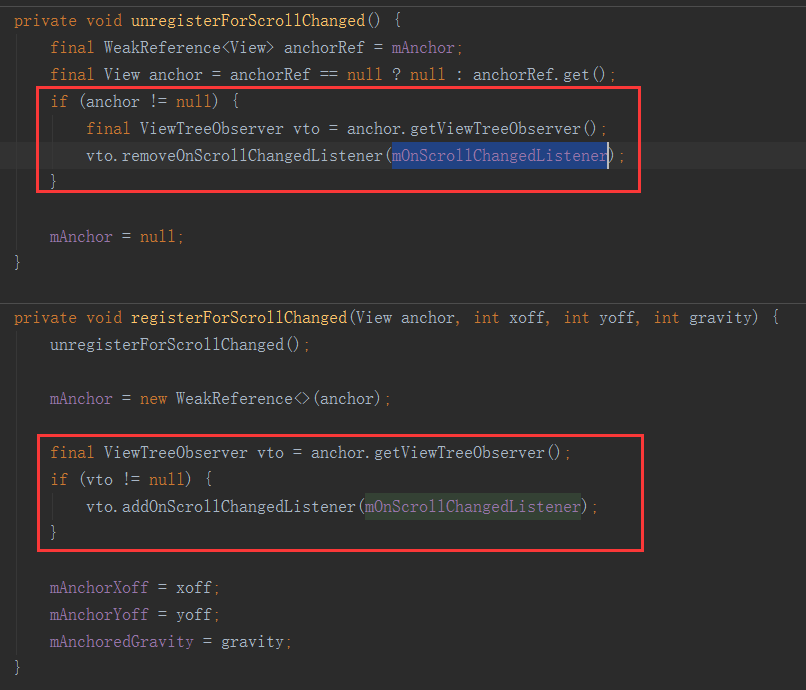 private void unregisterForScrollChanged() {
    final WeakReference<View> anchorRef = mAnchor;
    final View anchor = anchorRef == null ? null : anchorRef.get();
    if (anchor != null) {
        final ViewTreeObserver vto = anchor.getViewTreeObserver();
        vto.removeOnScrollChangedListener(mOnScrollChangedListener);
    }
    mAnchor = null;
}
private void registerForScrollChanged(View anchor, int xoff, int yoff, int gravity) {
    unregisterForScrollChanged();
    mAnchor = new WeakReference<>(anchor);
    final ViewTreeObserver vto = anchor.getViewTreeObserver();
    if (vto != null) {
        vto.addOnScrollChangedListener(mOnScrollChangedListener);
    }
    mAnchorXoff = xoff;
    mAnchorYoff = yoff;
    mAnchoredGravity = gravity;
}